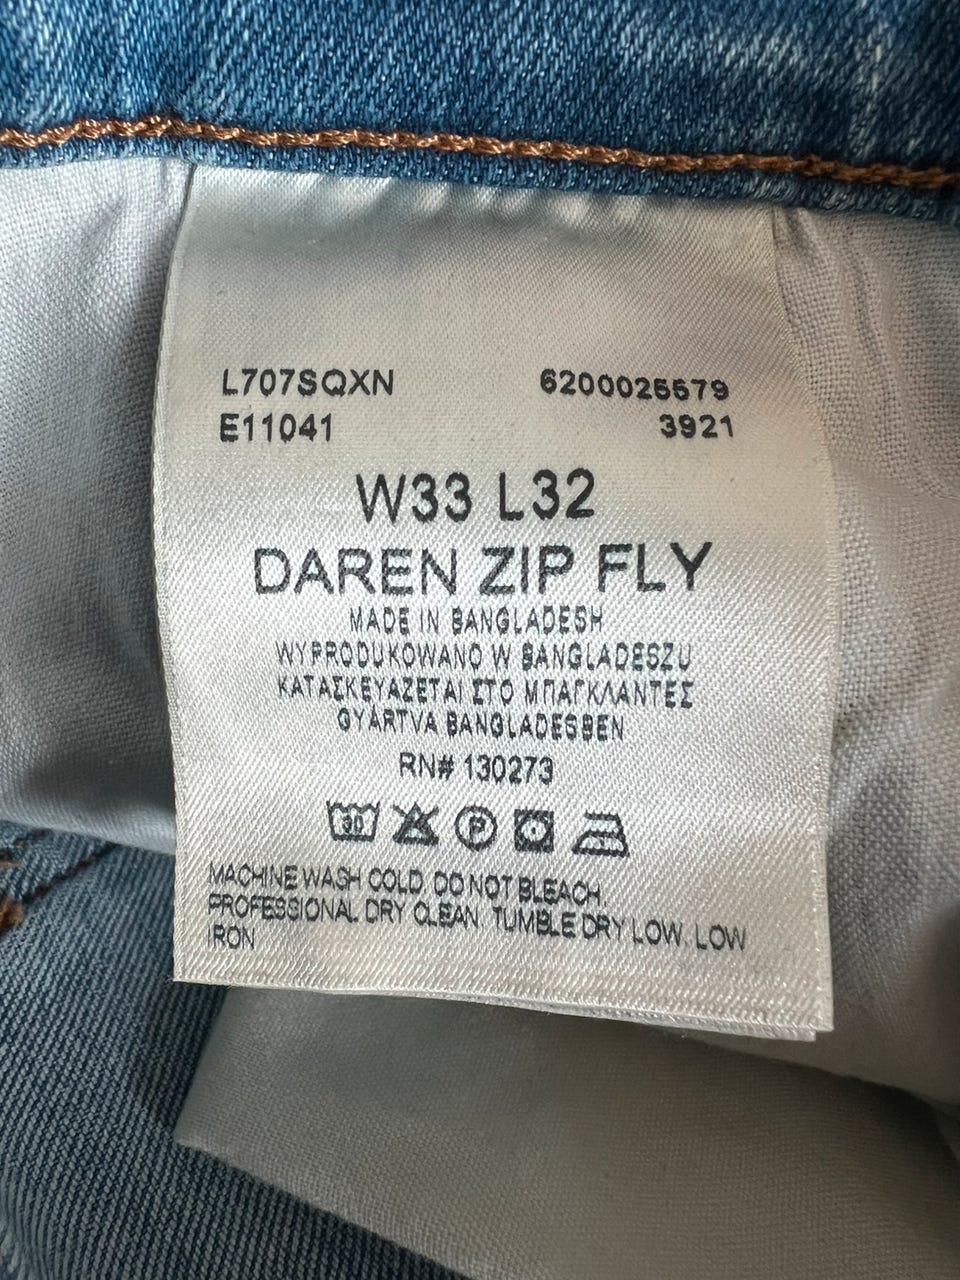 L707SQXN 6200025579
E11041 3921
W33 L32
DAREN ZIP FLY
MADE IN BANGLADESH
WYPRODUKOWANO W BANGLADESZU
ΚΑΤΑΣΚΕΥΑΖΕΤΑΙ ΣΤΟ ΜΠΑΓΚΛΑΝΤΕΣ
GYÁRTVA BANGLADESBEN
RN# 130273
30 P
MACHINE WASH COLD. DO NOT BLEACH.
PROFESSIONAL DRY CLEAN. TUMBLE DRY LOW. LOW
IRON